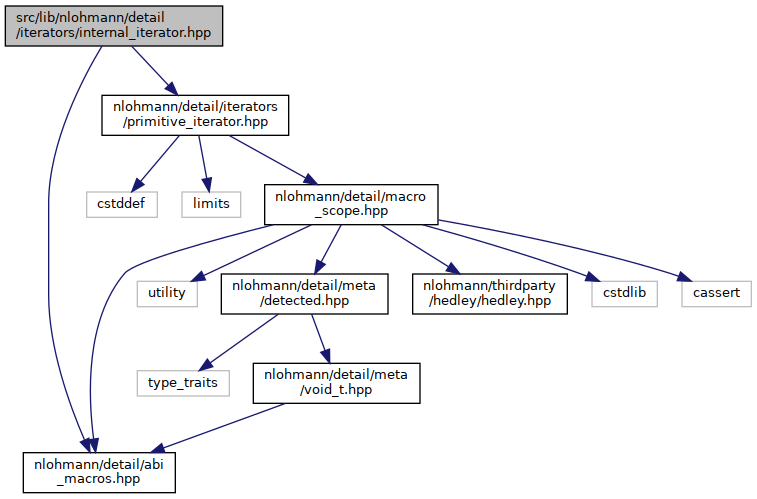 src/lib/nlohmann/detail
/iterators/internal_iterator.hpp
nlohmann/detail/iterators
/primitive_iterator.hpp
cstddef
limits
nlohmann/detail/macro
_scope.hpp
utility
nlohmann/detail/meta
/detected.hpp
nlohmann/thirdparty
/hedley/hedley.hpp
cstdlib
cassert
type_traits
nlohmann/detail/meta
/void_t.hpp
nlohmann/detail/abi
_macros.hpp